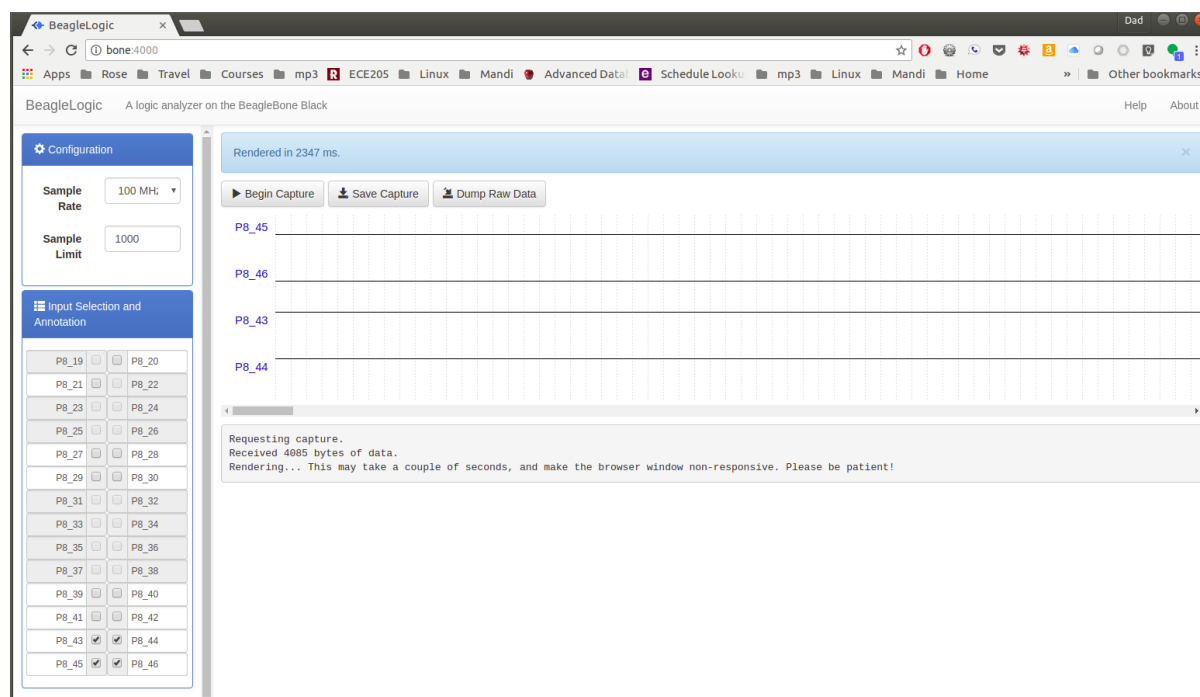 BeagleLogic ×
Dad
bone:4000
Apps Rose Travel Courses mp3 R ECE205 Linux Mandi Advanced Data e Schedule Looku mp3 Linux Mandi Home » Other bookmarks
BeagleLogic A logic analyzer on the BeagleBone Black Help About
Configuration
Sample Rate 100 MHz
Sample Limit 1000
Input Selection and
Annotation
P8_19 P8_20
P8_21 P8_22
P8_23 P8_24
P8_25 P8_26
P8_27 P8_28
P8_29 P8_30
P8_31 P8_32
P8_33 P8_34
P8_35 P8_36
P8_37 P8_38
P8_39 P8_40
P8_41 P8_42
P8_43 P8_44
P8_45 P8_46
Rendered in 2347 ms. ×
Begin Capture Save Capture Dump Raw Data
P8_45
P8_46
P8_43
P8_44
Requesting capture.
Received 4085 bytes of data.
Rendering... This may take a couple of seconds, and make the browser window non-responsive. Please be patient!